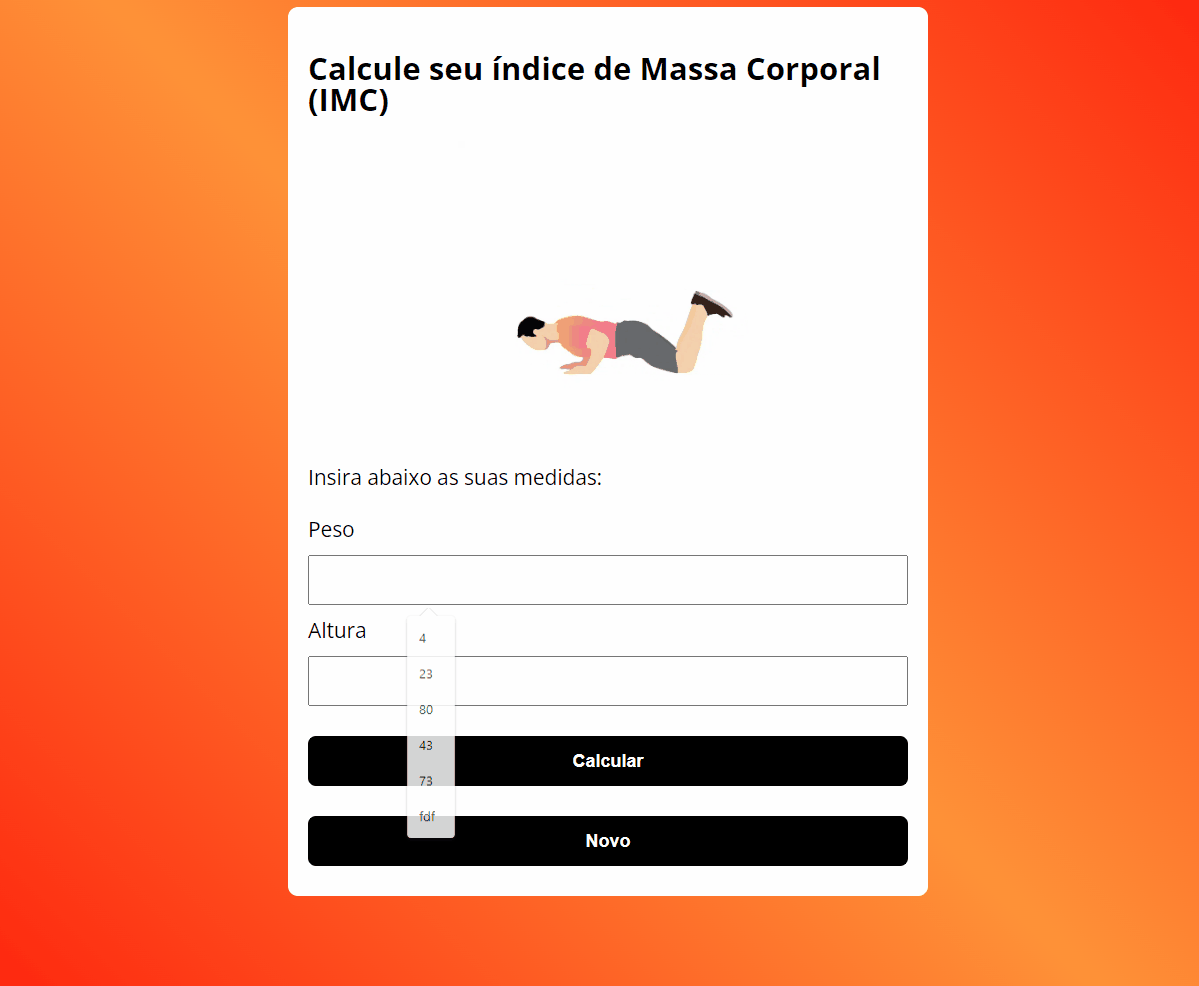 Calcule seu índice de Massa Corporal
(IMC)
Insira abaixo as suas medidas:
Peso
Altura
4
23
80
43
73
fdf
Calcular
Novo